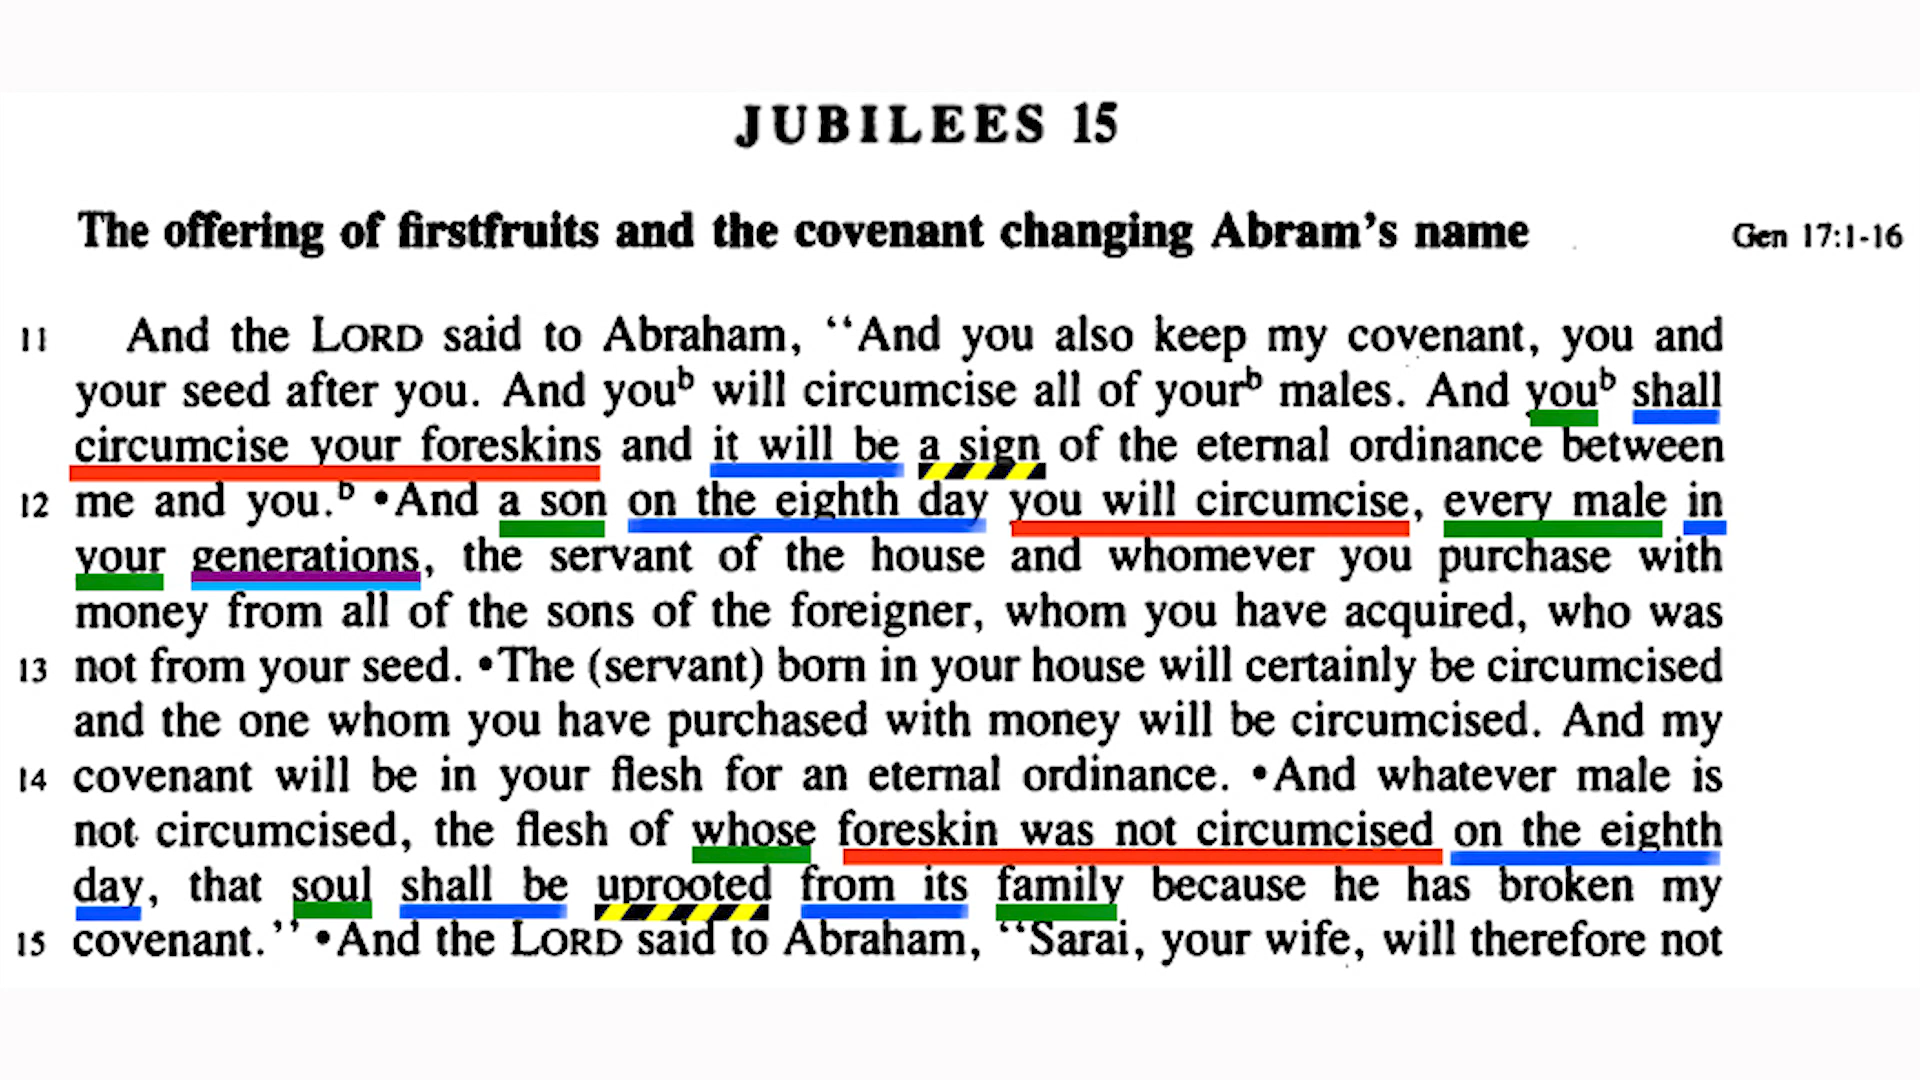 JUBILEES 15
The offering of firstfruits and the covenant changing Abram's name Gen 17:1-16
11 And the LORD said to Abraham, “And you also keep my covenant, you and
your seed after you. And youᵇ will circumcise all of yourᵇ males. And youᵇ shall
circumcise your foreskins and it will be a sign of the eternal ordinance between
12 me and you.ᵇ •And a son on the eighth day you will circumcise, every male in
your generations, the servant of the house and whomever you purchase with
money from all of the sons of the foreigner, whom you have acquired, who was
13 not from your seed. •The (servant) born in your house will certainly be circumcised
and the one whom you have purchased with money will be circumcised. And my
14 covenant will be in your flesh for an eternal ordinance. •And whatever male is
not circumcised, the flesh of whose foreskin was not circumcised on the eighth
day, that soul shall be uprooted from its family because he has broken my
15 covenant.” •And the LORD said to Abraham, “Sarai, your wife, will therefore not